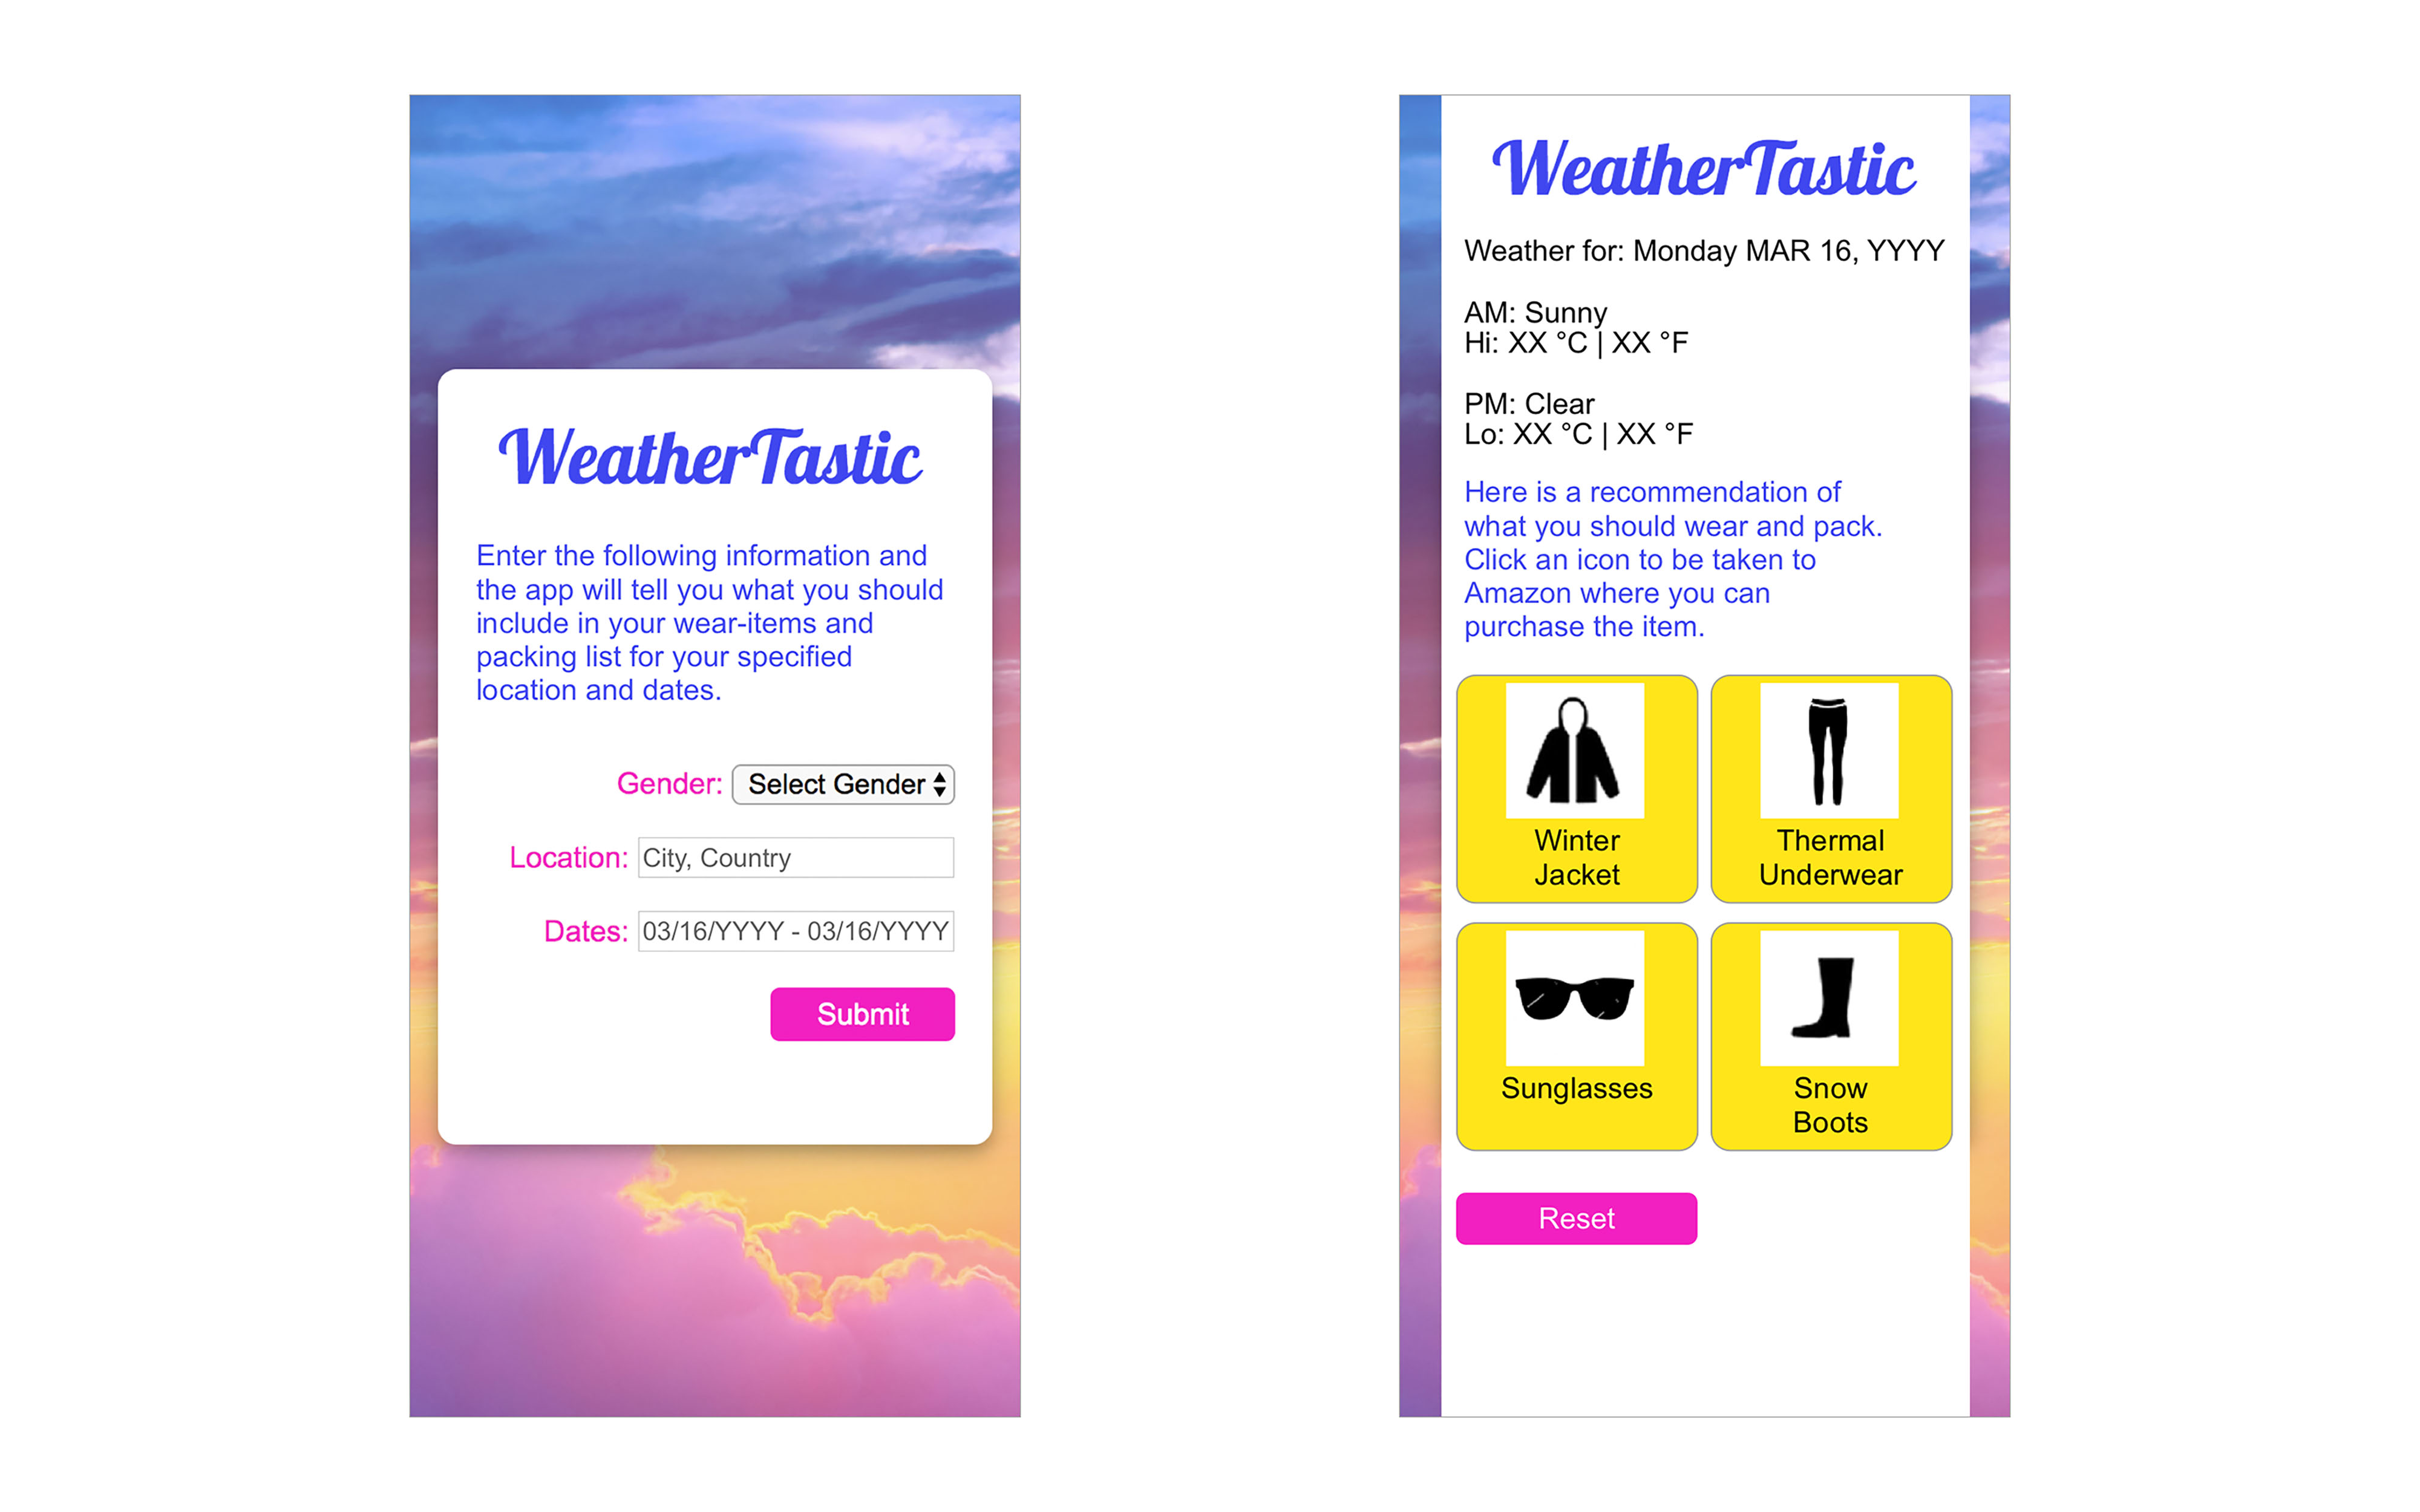 WeatherTastic
Enter the following information and
the app will tell you what you should
include in your wear-items and
packing list for your specified
location and dates.
Gender: Select Gender
Location: City, Country
Dates: 03/16/YYYY - 03/16/YYYY
Submit
WeatherTastic
Weather for: Monday MAR 16, YYYY
AM: Sunny
Hi: XX °C | XX °F
PM: Clear
Lo: XX °C | XX °F
Here is a recommendation of
what you should wear and pack.
Click an icon to be taken to
Amazon where you can
purchase the item.
Winter
Jacket
Thermal
Underwear
Sunglasses
Snow
Boots
Reset